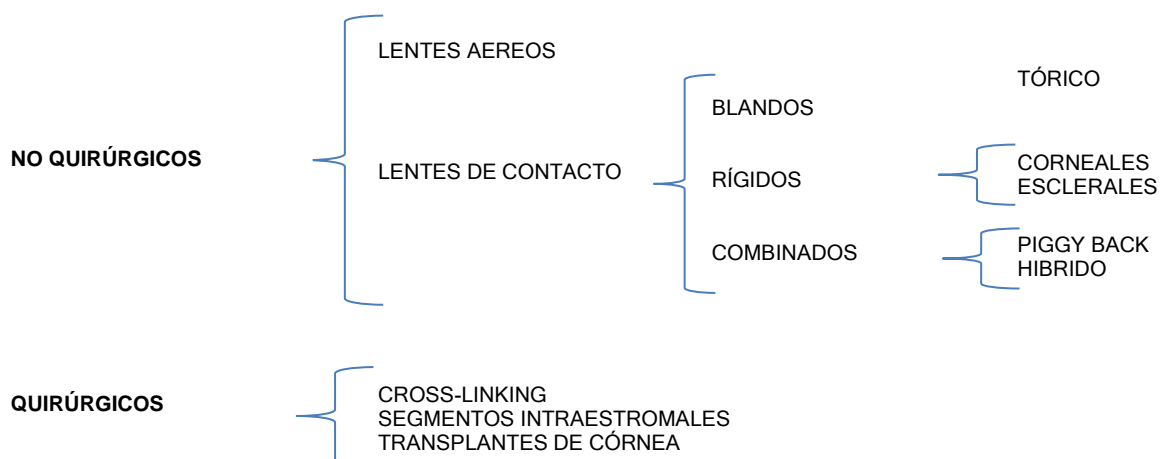 NO QUIRÚRGICOS
LENTES AEREOS
LENTES DE CONTACTO
BLANDOS
TÓRICO
RÍGIDOS
CORNEALES
ESCLERALES
COMBINADOS
PIGGY BACK
HIBRIDO
QUIRÚRGICOS
CROSS-LINKING
SEGMENTOS INTRAESTROMALES
TRANSPLANTES DE CÓRNEA